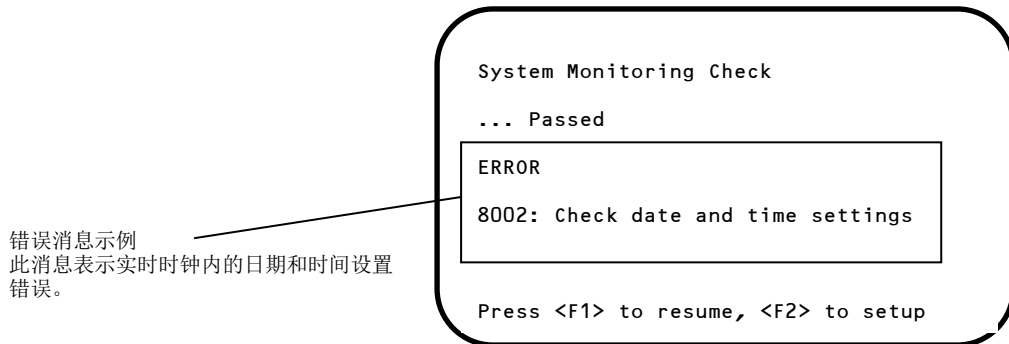 System Monitoring Check
... Passed
ERROR
8002: Check date and time settings
错误消息示例
此消息表示实时时钟内的日期和时间设置
错误。
Press <F1> to resume, <F2> to setup